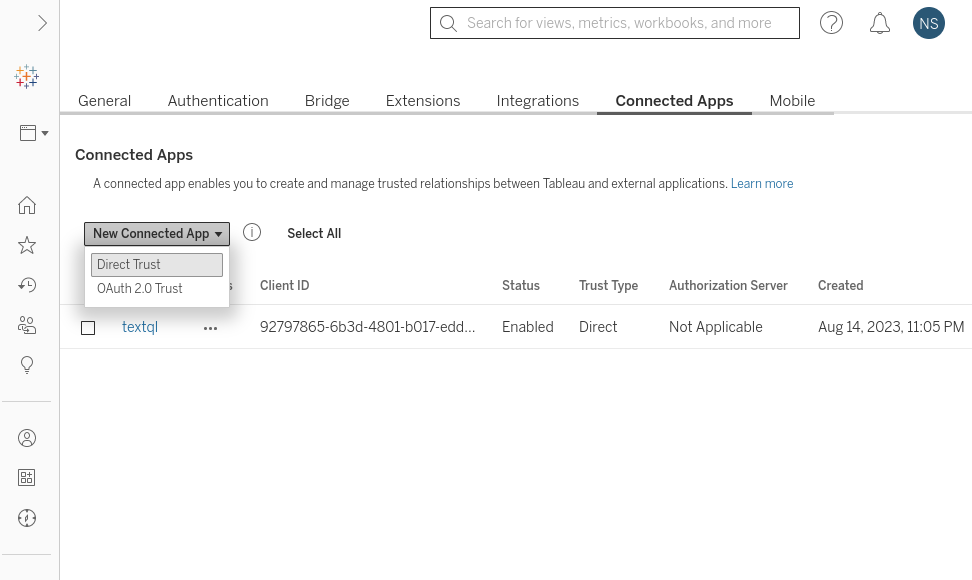 Search for views, metrics, workbooks, and more
NS
General Authentication Bridge Extensions Integrations Connected Apps Mobile
Connected Apps
A connected app enables you to create and manage trusted relationships between Tableau and external applications. Learn more
New Connected App Select All
Direct Trust
OAuth 2.0 Trust
Client ID Status Trust Type Authorization Server Created
textql 92797865-6b3d-4801-b017-edd... Enabled Direct Not Applicable Aug 14, 2023, 11:05 PM